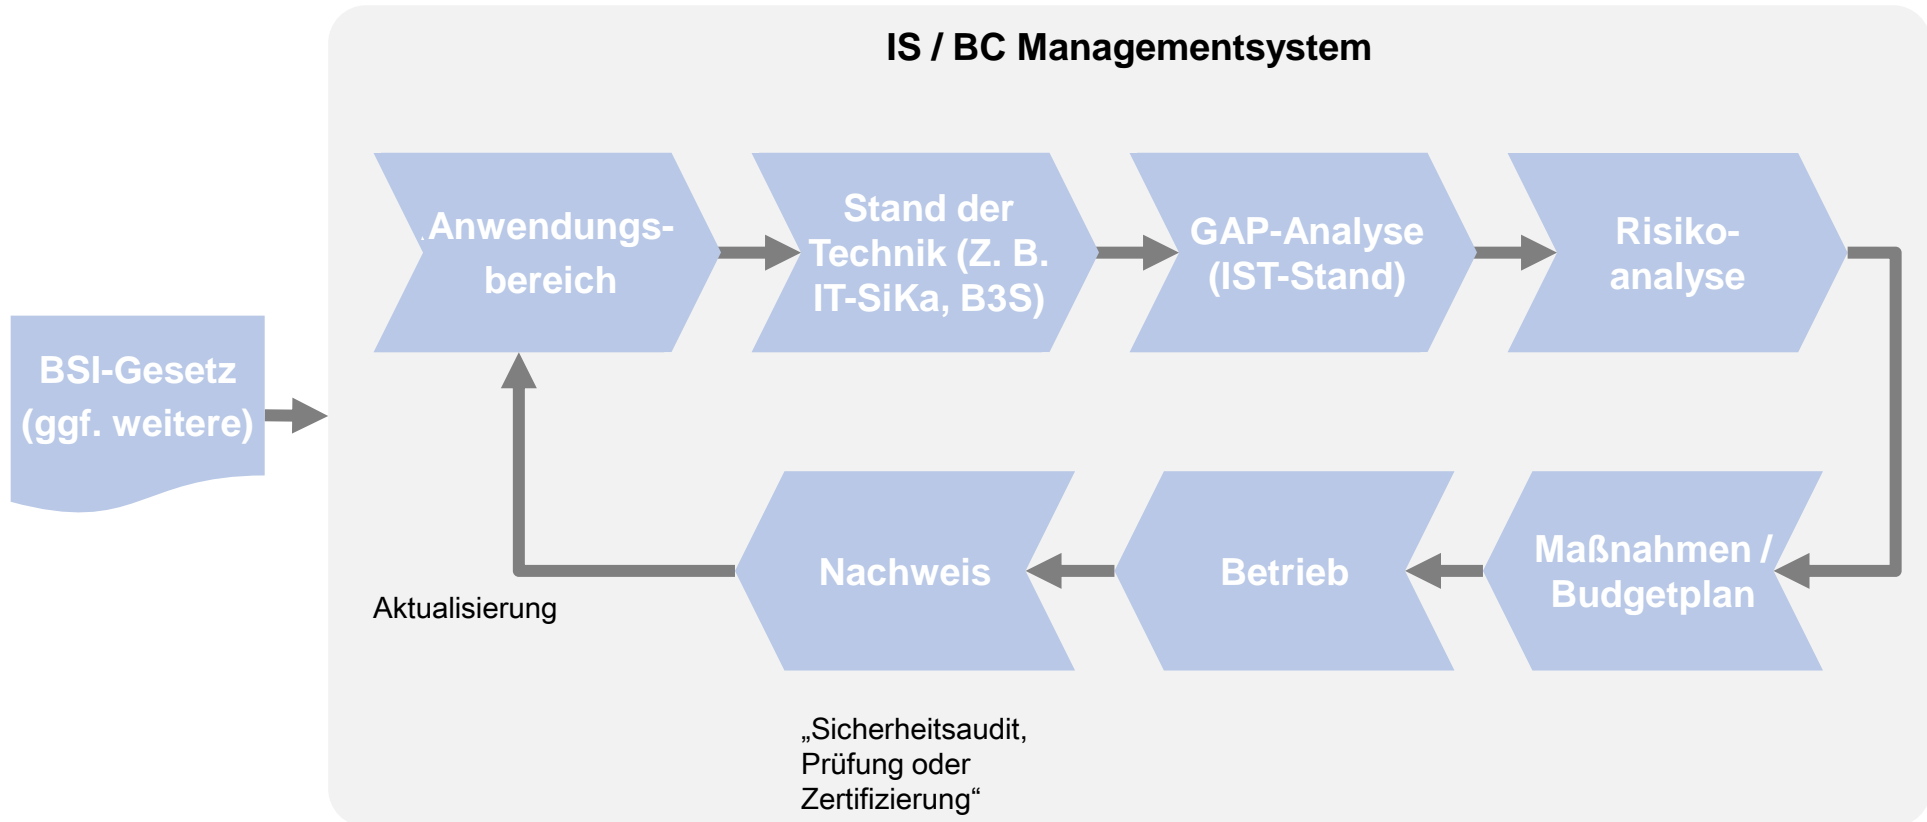 IS / BC Managementsystem
Anwendungs-
bereich
Stand der
Technik (Z. B.
IT-SiKa, B3S)
GAP-Analyse
(IST-Stand)
Risiko-
analyse
BSI-Gesetz
(ggf. weitere)
Nachweis
Betrieb
Maßnahmen /
Budgetplan
Aktualisierung
„Sicherheitsaudit,
Prüfung oder
Zertifizierung“